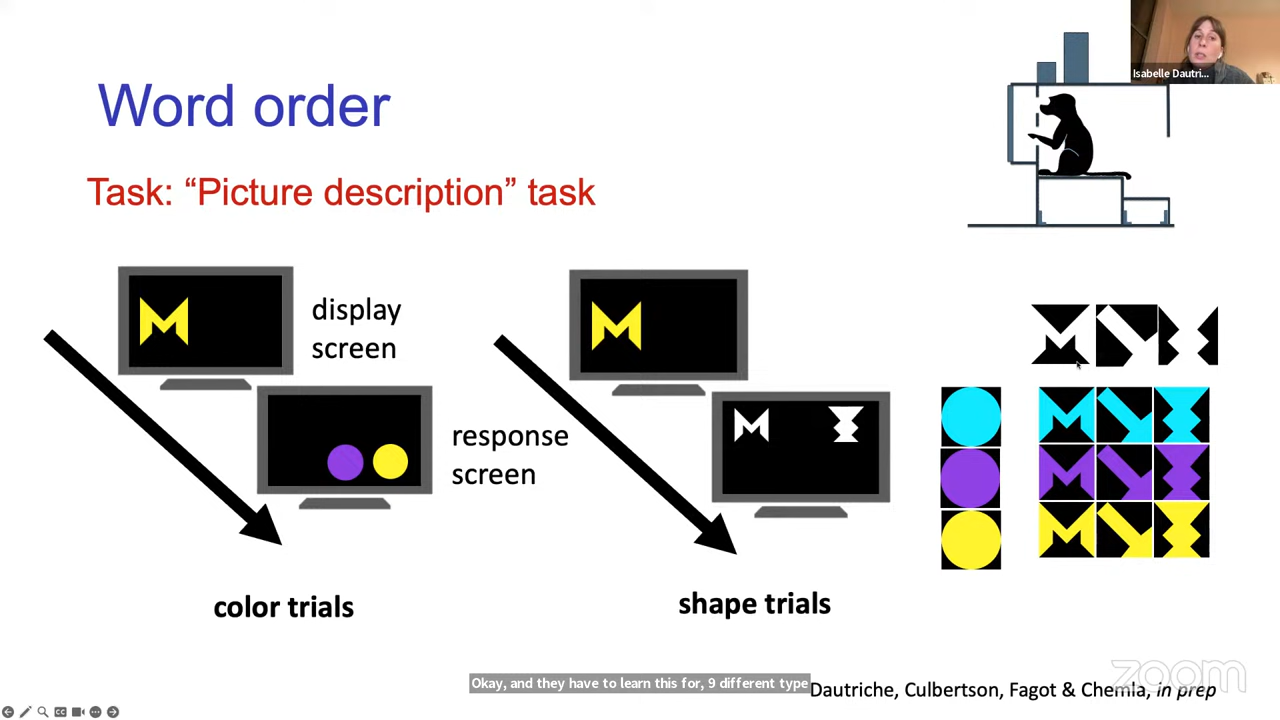 Isabelle Dautri...
Word order
Task: “Picture description” task
display
screen
response
screen
color trials
shape trials
Okay, and they have to learn this for, 9 different type
Dautriche, Culbertson, Fagot & Chemla, in prep
zoom
CC